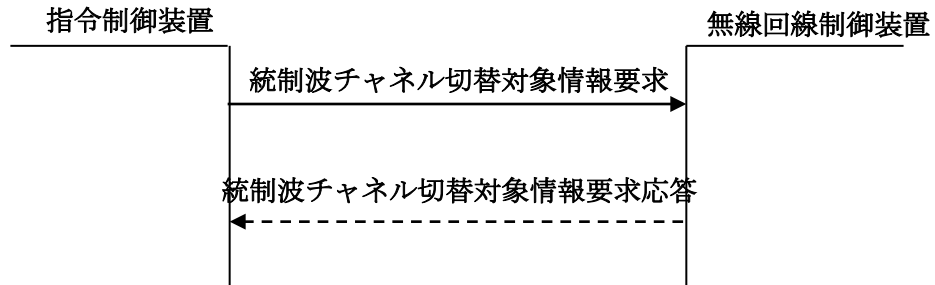 指令制御装置
無線回線制御装置
統制波チャネル切替対象情報要求
統制波チャネル切替対象情報要求応答